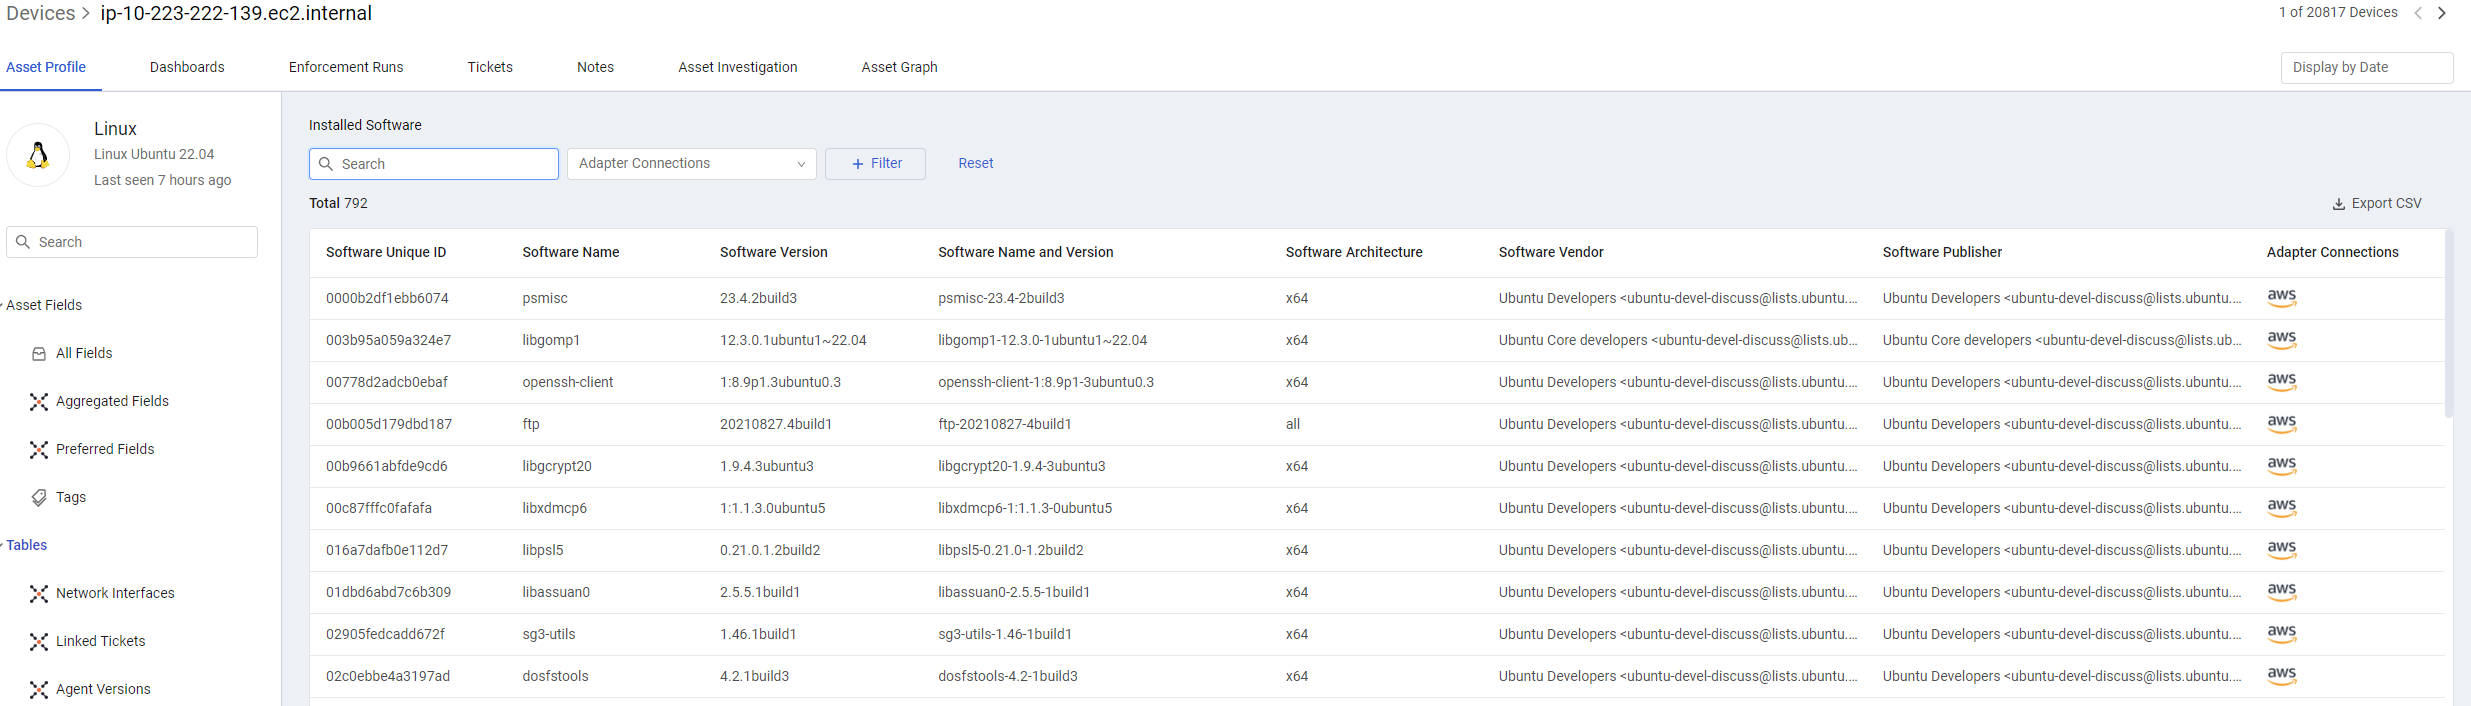 Devices > ip-10-223-222-139.ec2.internal
1 of 20817 Devices
Asset Profile Dashboards Enforcement Runs Tickets Notes Asset Investigation Asset Graph
Display by Date
Linux
Linux Ubuntu 22.04
Last seen 7 hours ago
Search
Asset Fields
All Fields
Aggregated Fields
Preferred Fields
Tags
Tables
Network Interfaces
Linked Tickets
Agent Versions
Installed Software
Search Adapter Connections + Filter Reset
Total 792 Export CSV
Software Unique ID Software Name Software Version Software Name and Version Software Architecture Software Vendor Software Publisher Adapter Connections
0000b2df1ebb6074 psmisc 23.4.2build3 psmisc-23.4-2build3 x64 Ubuntu Developers <ubuntu-devel-discuss@lists.ubuntu.... Ubuntu Developers <ubuntu-devel-discuss@lists.ubuntu.... aws
003b95a059a324e7 libgomp1 12.3.0.1ubuntu1~22.04 libgomp1-12.3.0-1ubuntu1~22.04 x64 Ubuntu Core developers <ubuntu-devel-discuss@lists.ub... Ubuntu Core developers <ubuntu-devel-discuss@lists.ub... aws
00778d2adcb0ebaf openssh-client 1:8.9p1.3ubuntu0.3 openssh-client-1:8.9p1-3ubuntu0.3 x64 Ubuntu Developers <ubuntu-devel-discuss@lists.ubuntu.... Ubuntu Developers <ubuntu-devel-discuss@lists.ubuntu.... aws
00b005d179dbd187 ftp 20210827.4build1 ftp-20210827-4build1 all Ubuntu Developers <ubuntu-devel-discuss@lists.ubuntu.... Ubuntu Developers <ubuntu-devel-discuss@lists.ubuntu.... aws
00b9661abfde9cd6 libgcrypt20 1.9.4.3ubuntu3 libgcrypt20-1.9.4-3ubuntu3 x64 Ubuntu Developers <ubuntu-devel-discuss@lists.ubuntu.... Ubuntu Developers <ubuntu-devel-discuss@lists.ubuntu.... aws
00c87fffc0fafafa libxdmcp6 1:1.1.3.0ubuntu5 libxdmcp6-1:1.1.3-0ubuntu5 x64 Ubuntu Developers <ubuntu-devel-discuss@lists.ubuntu.... Ubuntu Developers <ubuntu-devel-discuss@lists.ubuntu.... aws
016a7dafb0e112d7 libpsl5 0.21.0.1.2build2 libpsl5-0.21.0-1.2build2 x64 Ubuntu Developers <ubuntu-devel-discuss@lists.ubuntu.... Ubuntu Developers <ubuntu-devel-discuss@lists.ubuntu.... aws
01dbd6abd7c6b309 libassuan0 2.5.5.1build1 libassuan0-2.5.5-1build1 x64 Ubuntu Developers <ubuntu-devel-discuss@lists.ubuntu.... Ubuntu Developers <ubuntu-devel-discuss@lists.ubuntu.... aws
02905fedcadd672f sg3-utils 1.46.1build1 sg3-utils-1.46-1build1 x64 Ubuntu Developers <ubuntu-devel-discuss@lists.ubuntu.... Ubuntu Developers <ubuntu-devel-discuss@lists.ubuntu.... aws
02c0ebbe4a3197ad dosfstools 4.2.1build3 dosfstools-4.2-1build3 x64 Ubuntu Developers <ubuntu-devel-discuss@lists.ubuntu.... Ubuntu Developers <ubuntu-devel-discuss@lists.ubuntu.... aws